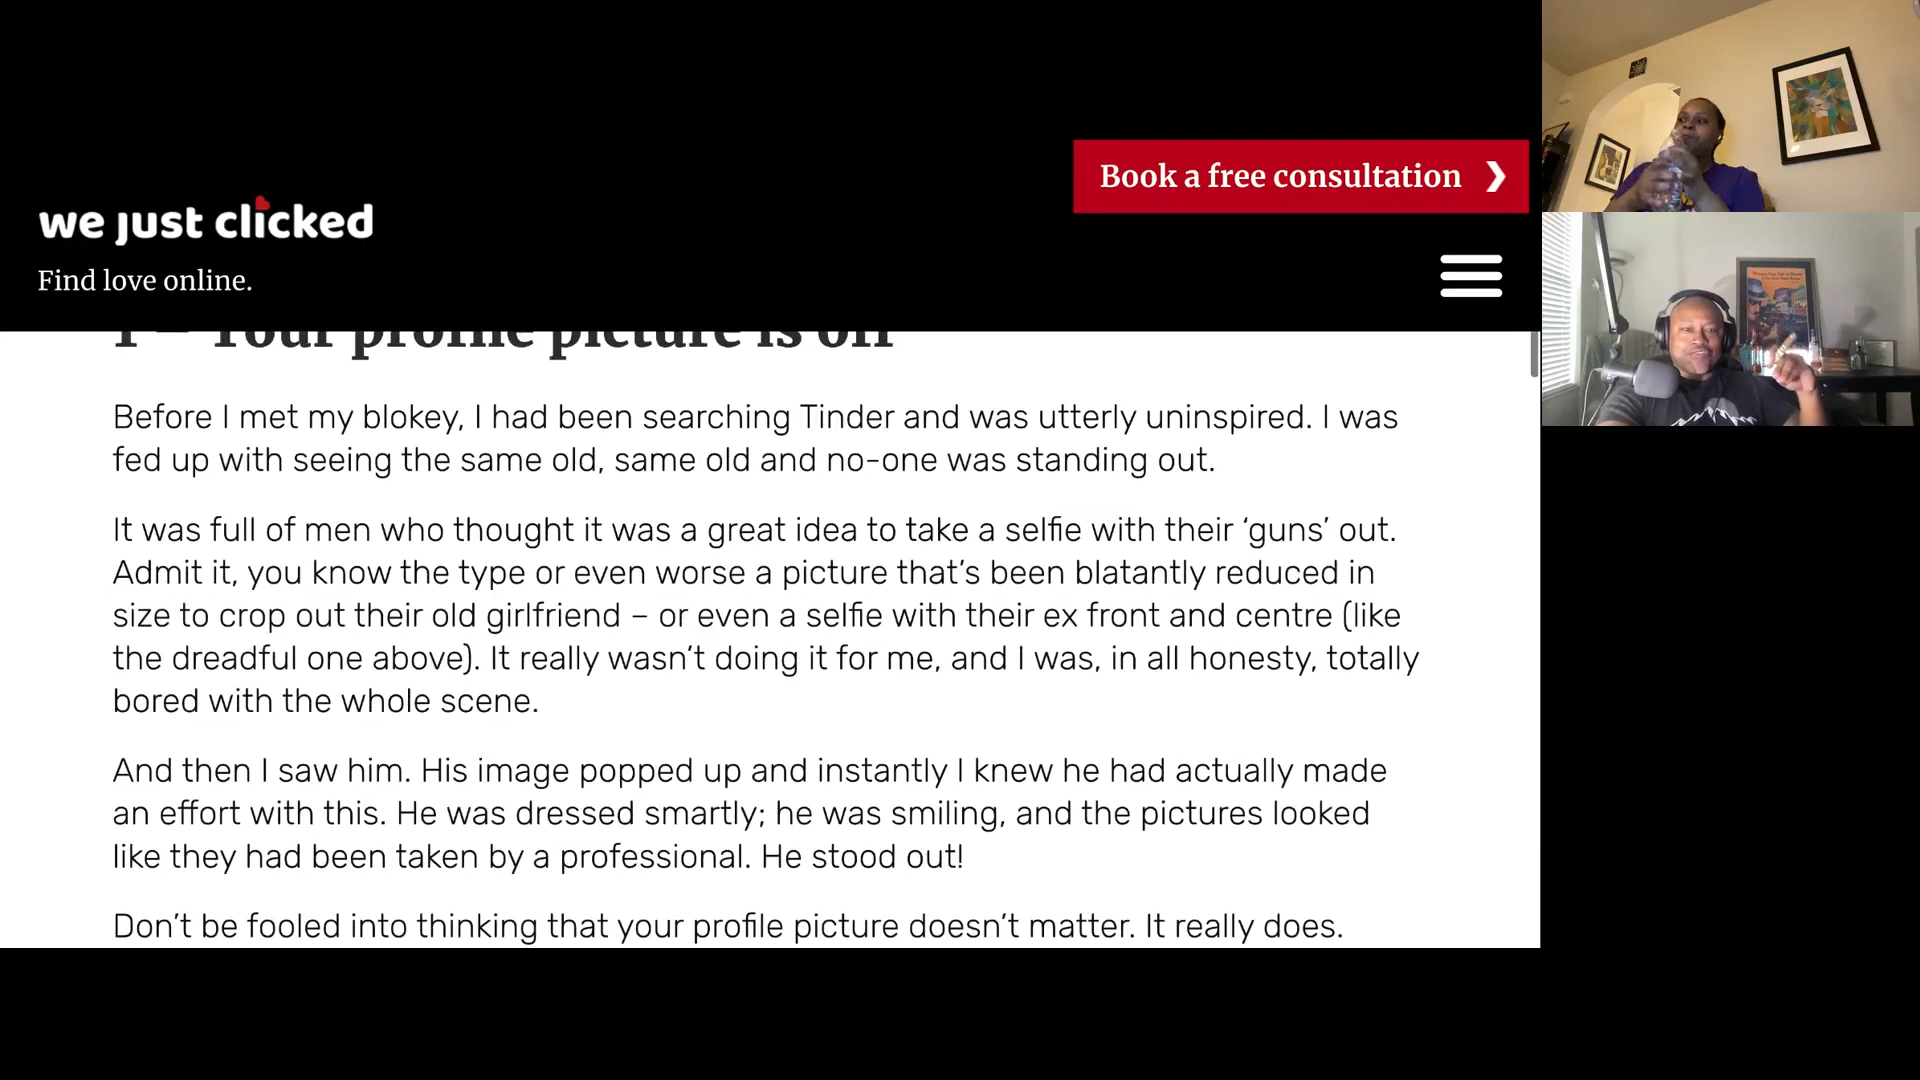 Book a free consultation
we just clicked
Find love online.
1 – Your profile picture is off
Before I met my blokey, I had been searching Tinder and was utterly uninspired. I was
fed up with seeing the same old, same old and no-one was standing out.
It was full of men who thought it was a great idea to take a selfie with their ‘guns’ out.
Admit it, you know the type or even worse a picture that’s been blatantly reduced in
size to crop out their old girlfriend – or even a selfie with their ex front and centre (like
the dreadful one above). It really wasn’t doing it for me, and I was, in all honesty, totally
bored with the whole scene.
And then I saw him. His image popped up and instantly I knew he had actually made
an effort with this. He was dressed smartly; he was smiling, and the pictures looked
like they had been taken by a professional. He stood out!
Don’t be fooled into thinking that your profile picture doesn’t matter. It really does.